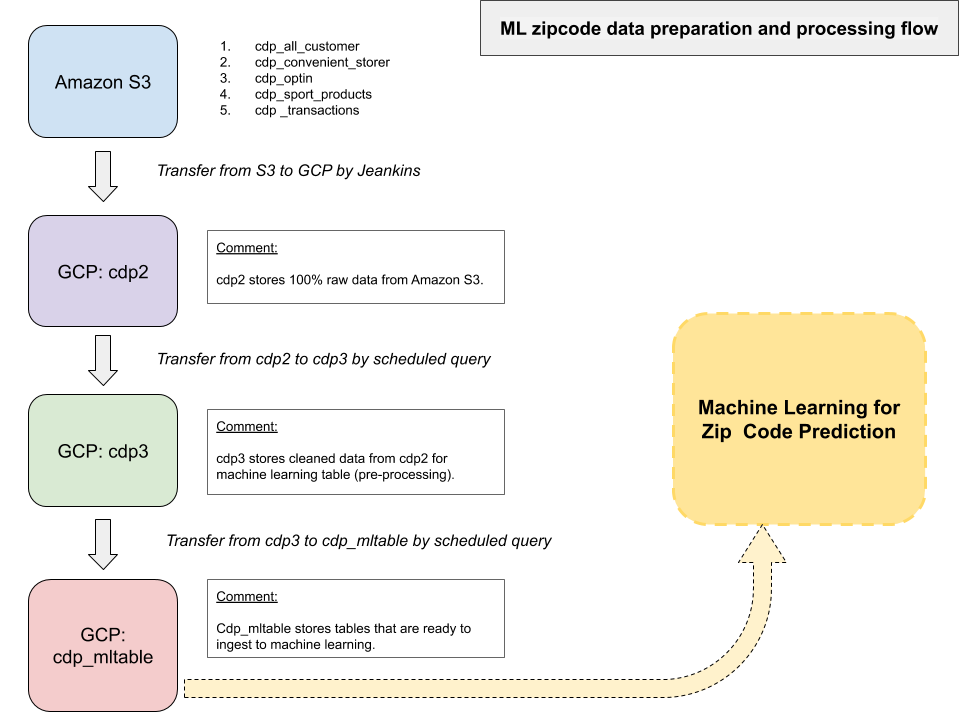 ML zipcode data preparation and processing flow
Amazon S3
1. cdp_all_customer
2. cdp_convenient_storer
3. cdp_optin
4. cdp_sport_products
5. cdp _transactions
Transfer from S3 to GCP by Jeankins
GCP: cdp2
Comment:
cdp2 stores 100% raw data from Amazon S3.
Transfer from cdp2 to cdp3 by scheduled query
GCP: cdp3
Comment:
cdp3 stores cleaned data from cdp2 for
machine learning table (pre-processing).
Transfer from cdp3 to cdp_mltable by scheduled query
GCP:
cdp_mltable
Comment:
Cdp_mltable stores tables that are ready to
ingest to machine learning.
Machine Learning for
Zip  Code Prediction